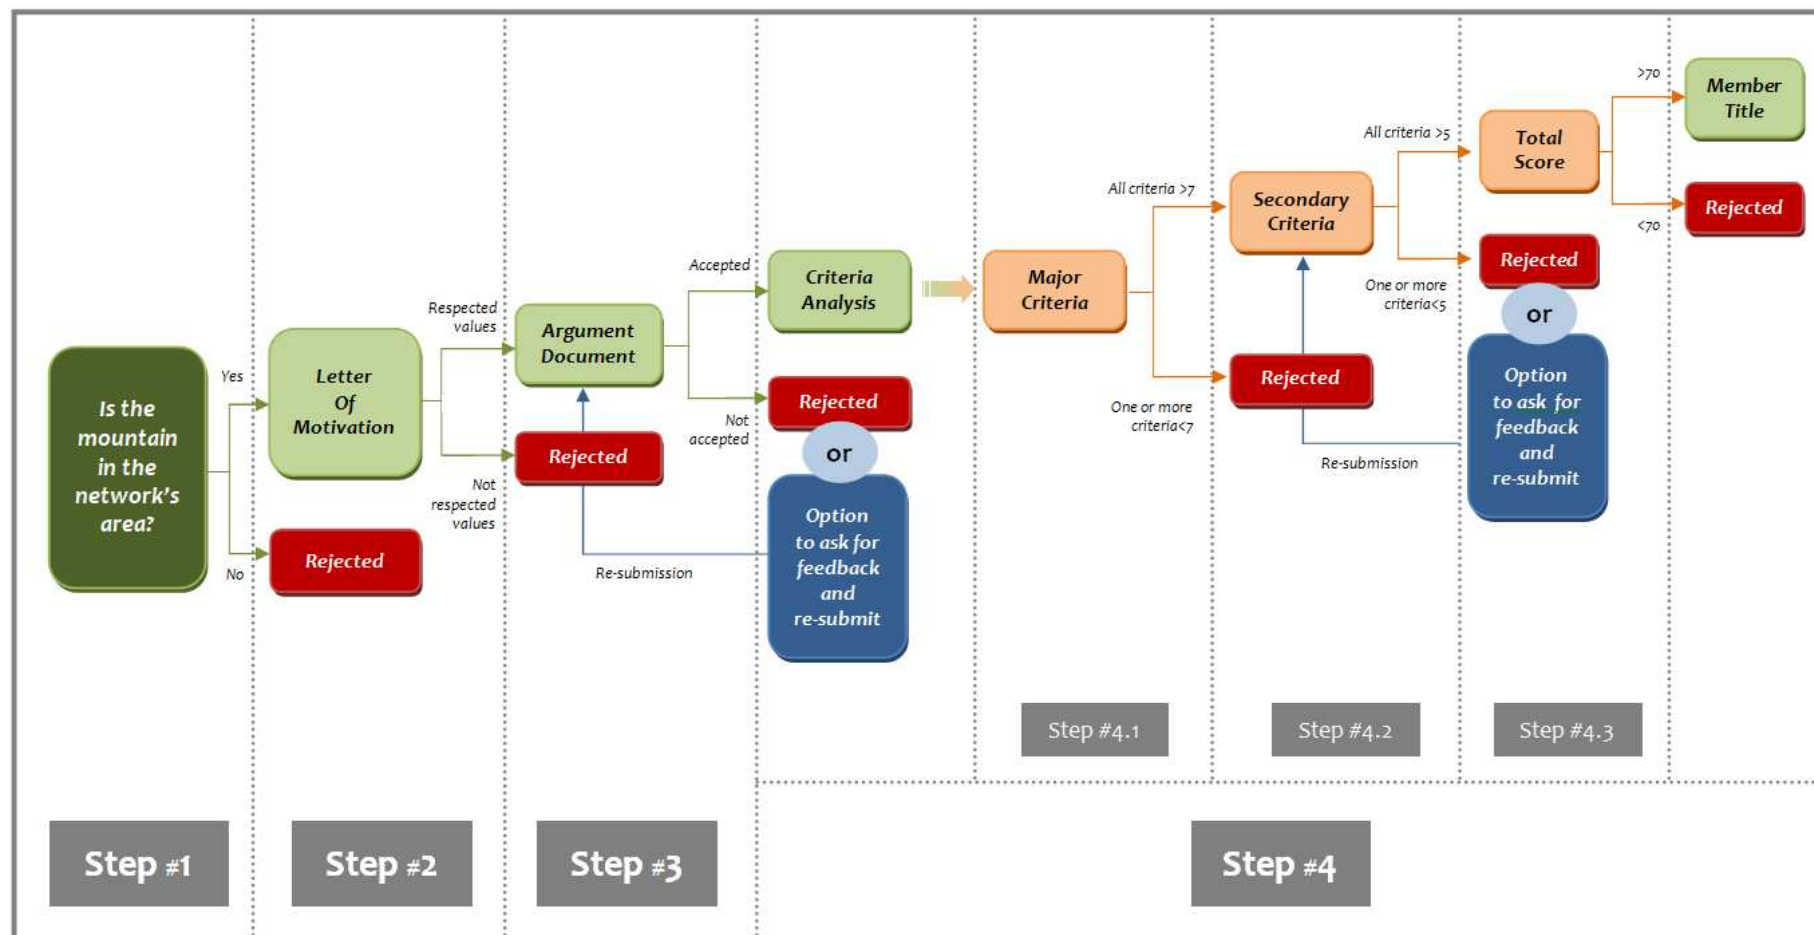 Is the
mountain
in the
network's
area?
Yes
No
Letter
Of
Motivation
Rejected
Respected
values
Not
respected
values
Argument
Document
Rejected
Re-submission
Accepted
Not
accepted
Criteria
Analysis
Rejected
or
Option
to ask for
feedback
and
re-submit
Major
Criteria
All criteria >7
One or more
criteria<7
Secondary
Criteria
Rejected
Re-submission
All criteria >5
One or more
criteria<5
Total
Score
Rejected
or
Option
to ask for
feedback
and
re-submit
>70
<70
Member
Title
Rejected
Step #4.1
Step #4.2
Step #4.3
Step #1
Step #2
Step #3
Step #4